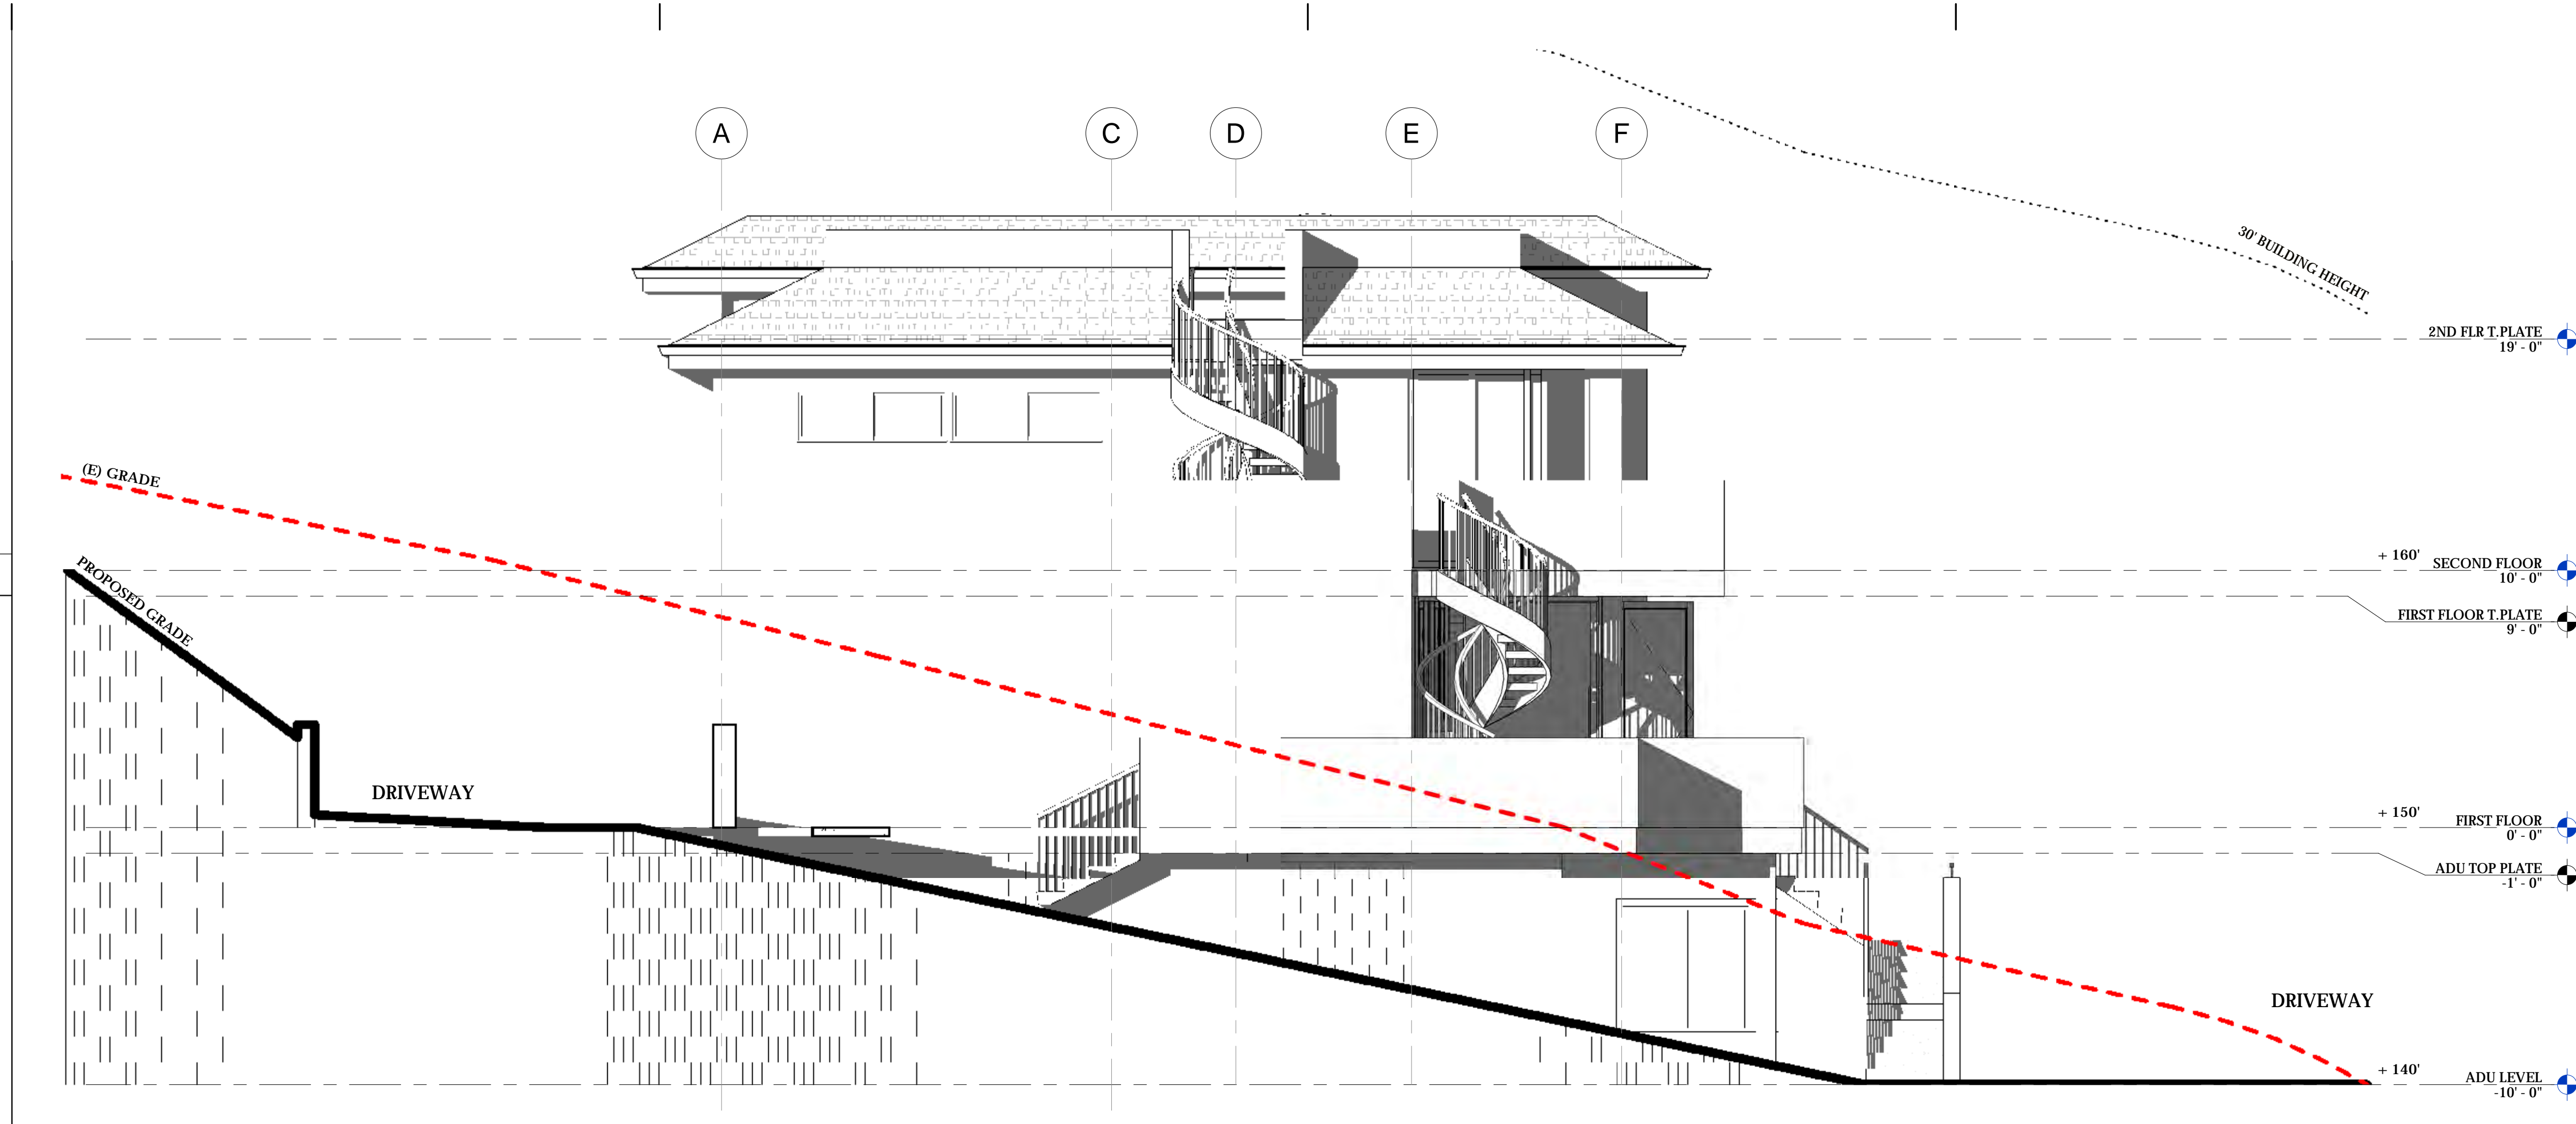 A
C
D
E
F
30' BUILDING HEIGHT
2ND FLR T.PLATE
19' - 0"
(E) GRADE
+ 160'
SECOND FLOOR
10' - 0"
PROPOSED GRADE
FIRST FLOOR T.PLATE
9' - 0"
DRIVEWAY
+ 150'
FIRST FLOOR
0' - 0"
ADU TOP PLATE
-1' - 0"
DRIVEWAY
+ 140'
ADU LEVEL
-10' - 0"